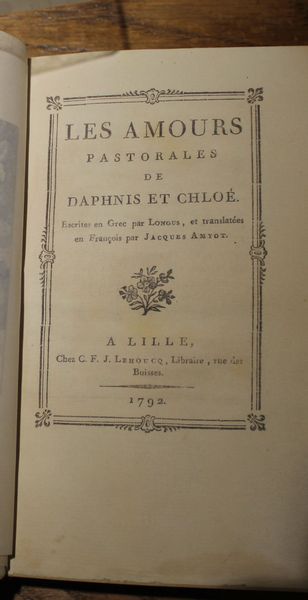 LES AMOURS
PASTORALES
DE
DAPHNIS ET CHLOÉ.
Escrites en Grec par LONGUS, et translatées
en François par JACQUES AMYOT.
A LILLE,
Chez C. F. J. LEHOUCQ, Libraire, rue des
Buisses.
1792.